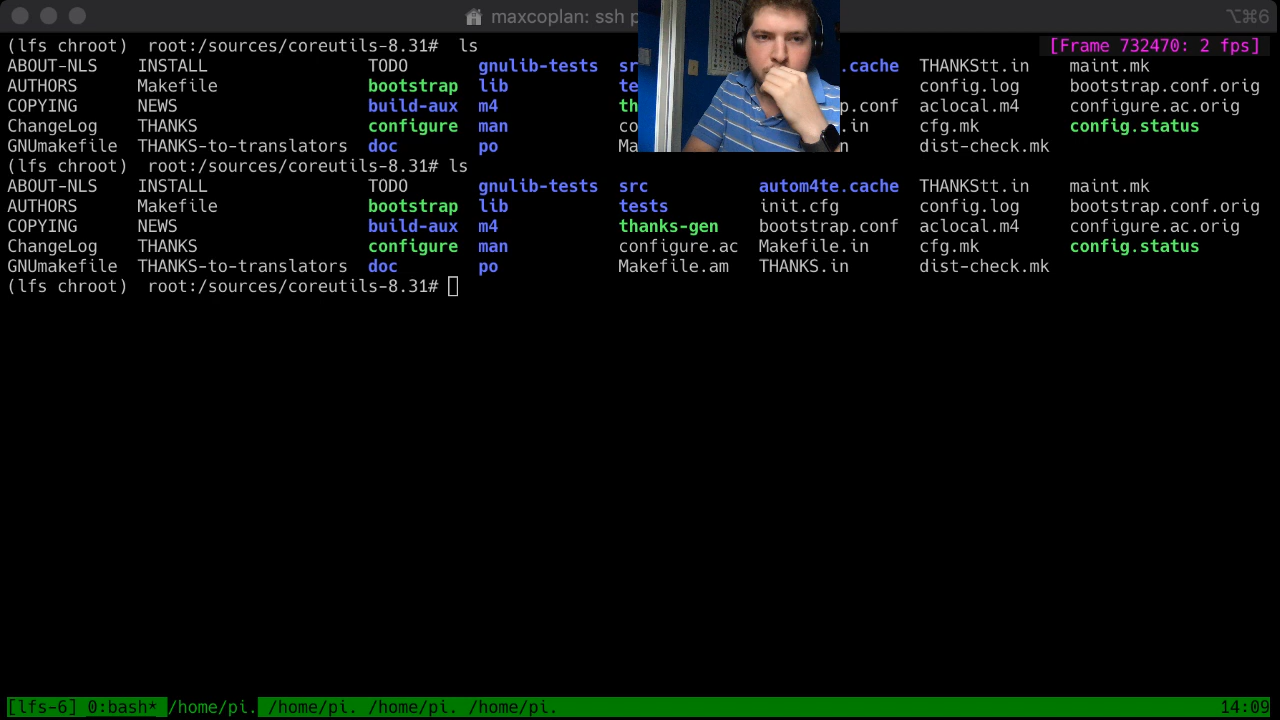 maxcoplan: ssh p ⌥⌘6
(lfs chroot)  root:/sources/coreutils-8.31#  ls [Frame 732470: 2 fps]
ABOUT-NLS INSTALL TODO gnulib-tests sr .cache THANKStt.in maint.mk
AUTHORS Makefile bootstrap lib te config.log bootstrap.conf.orig
COPYING NEWS build-aux m4 th p.conf aclocal.m4 configure.ac.orig
ChangeLog THANKS configure man co .in cfg.mk config.status
GNUmakefile THANKS-to-translators doc po Ma n dist-check.mk
(lfs chroot)  root:/sources/coreutils-8.31# ls
ABOUT-NLS INSTALL TODO gnulib-tests src autom4te.cache THANKStt.in maint.mk
AUTHORS Makefile bootstrap lib tests init.cfg config.log bootstrap.conf.orig
COPYING NEWS build-aux m4 thanks-gen bootstrap.conf aclocal.m4 configure.ac.orig
ChangeLog THANKS configure man configure.ac Makefile.in cfg.mk config.status
GNUmakefile THANKS-to-translators doc po Makefile.am THANKS.in dist-check.mk
(lfs chroot)  root:/sources/coreutils-8.31#
[lfs-6] 0:bash* /home/pi. /home/pi. /home/pi. /home/pi. 14:09